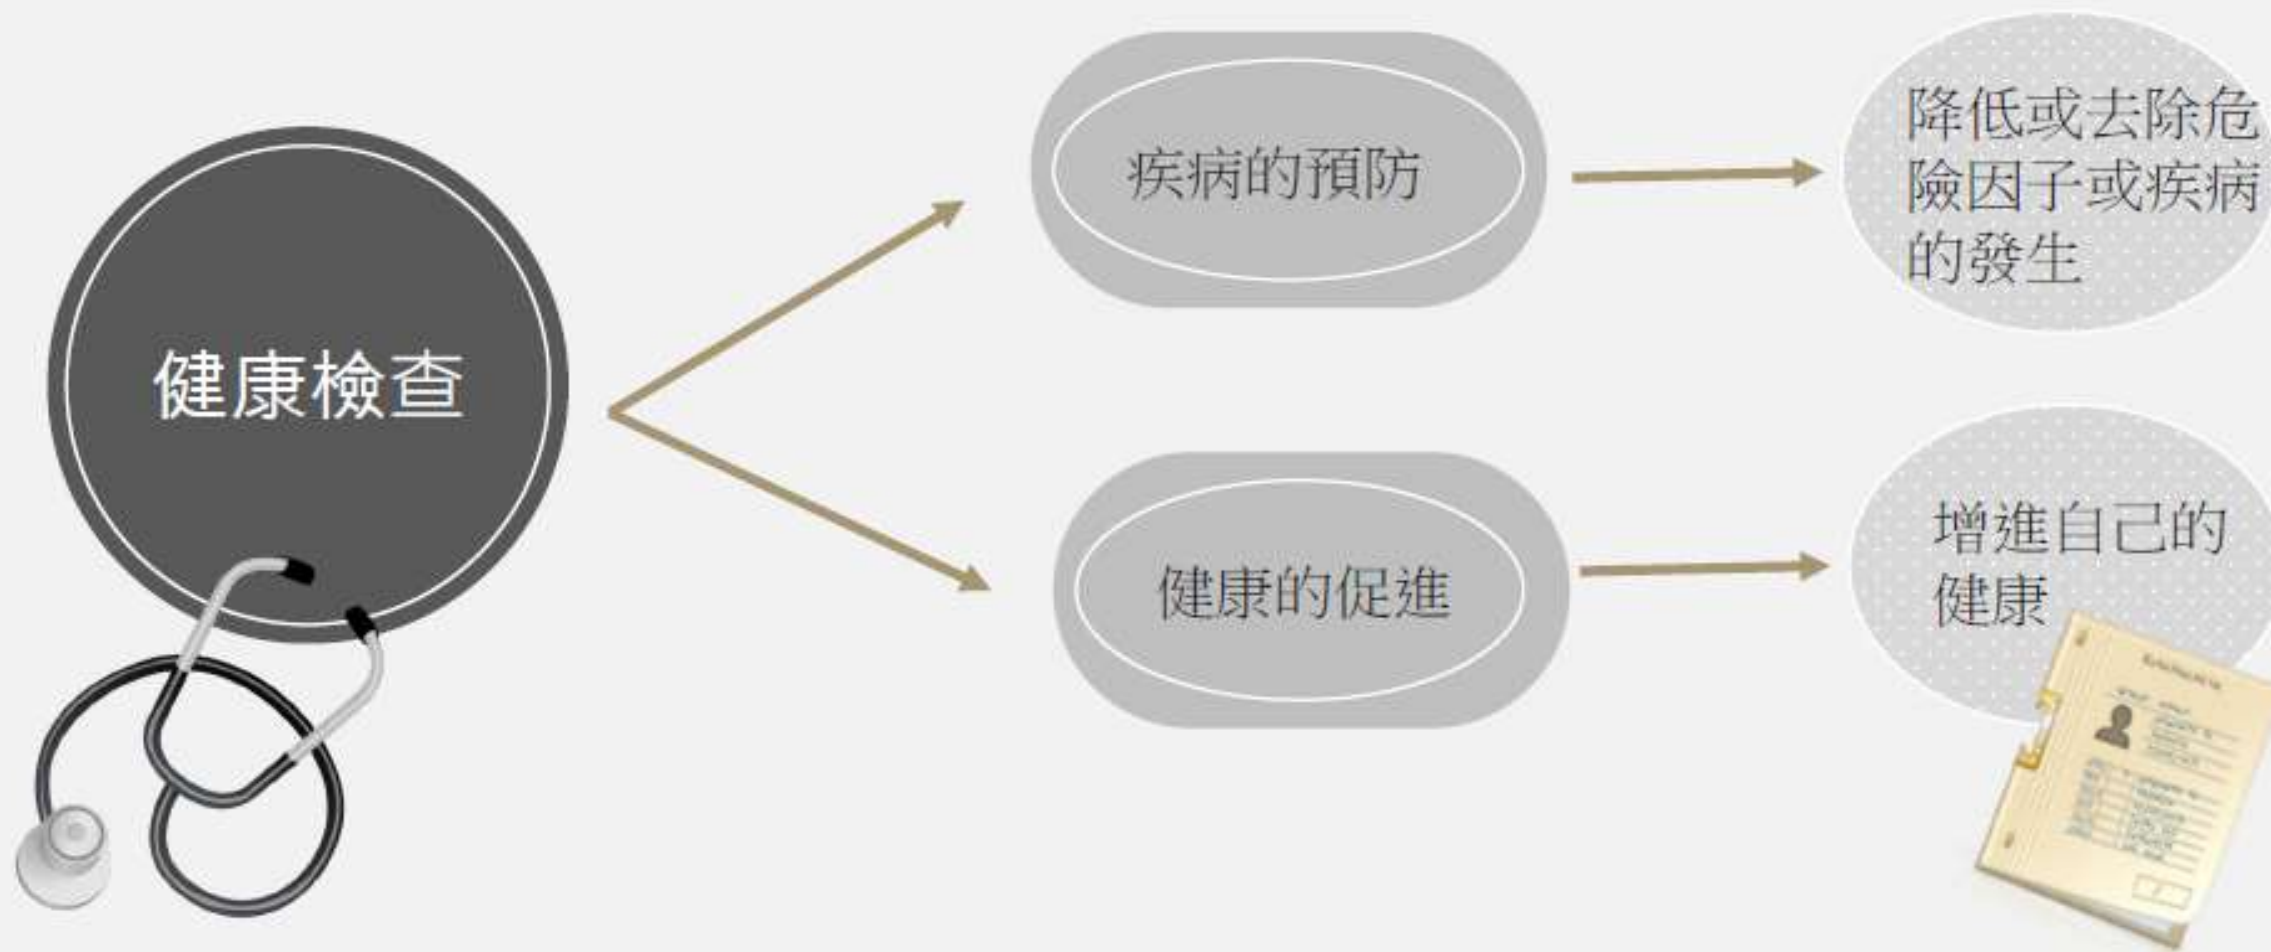 健康檢查
疾病的預防
降低或去除危
險因子或疾病
的發生
健康的促進
增進自己的
健康